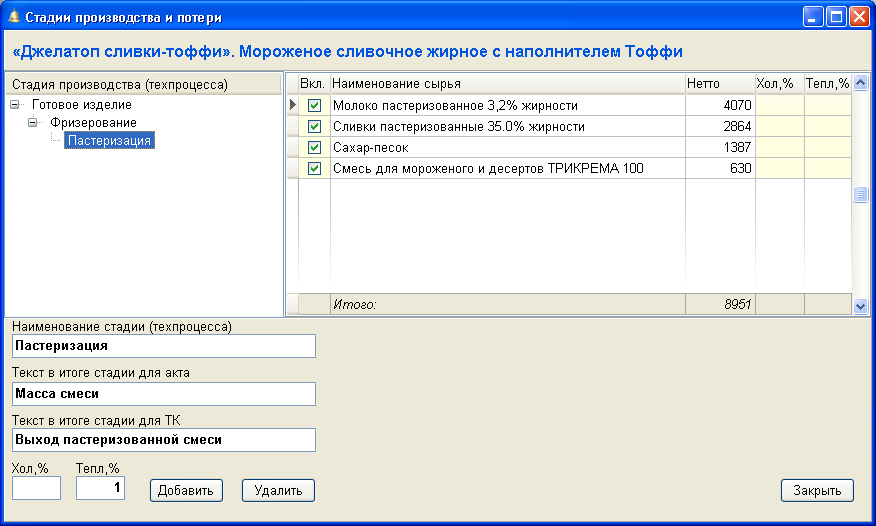 Стадии производства и потери
«Джелатоп сливки-тоффи». Мороженое сливочное жирное с наполнителем Тоффи
Стадия производства (техпроцесса)
Готовое изделие
Фризерование
Пастеризация
Вкл. Наименование сырья Нетто Хол,% Тепл,%
Молоко пастеризованное 3,2% жирности 4070
Сливки пастеризованные 35.0% жирности 2864
Сахар-песок 1387
Смесь для мороженого и десертов ТРИКРЕМА 100 630
Итого: 8951
Наименование стадии (техпроцесса)
Пастеризация
Текст в итоге стадии для акта
Масса смеси
Текст в итоге стадии для ТК
Выход пастеризованной смеси
Хол,% Тепл,%
1 Добавить Удалить Закрыть